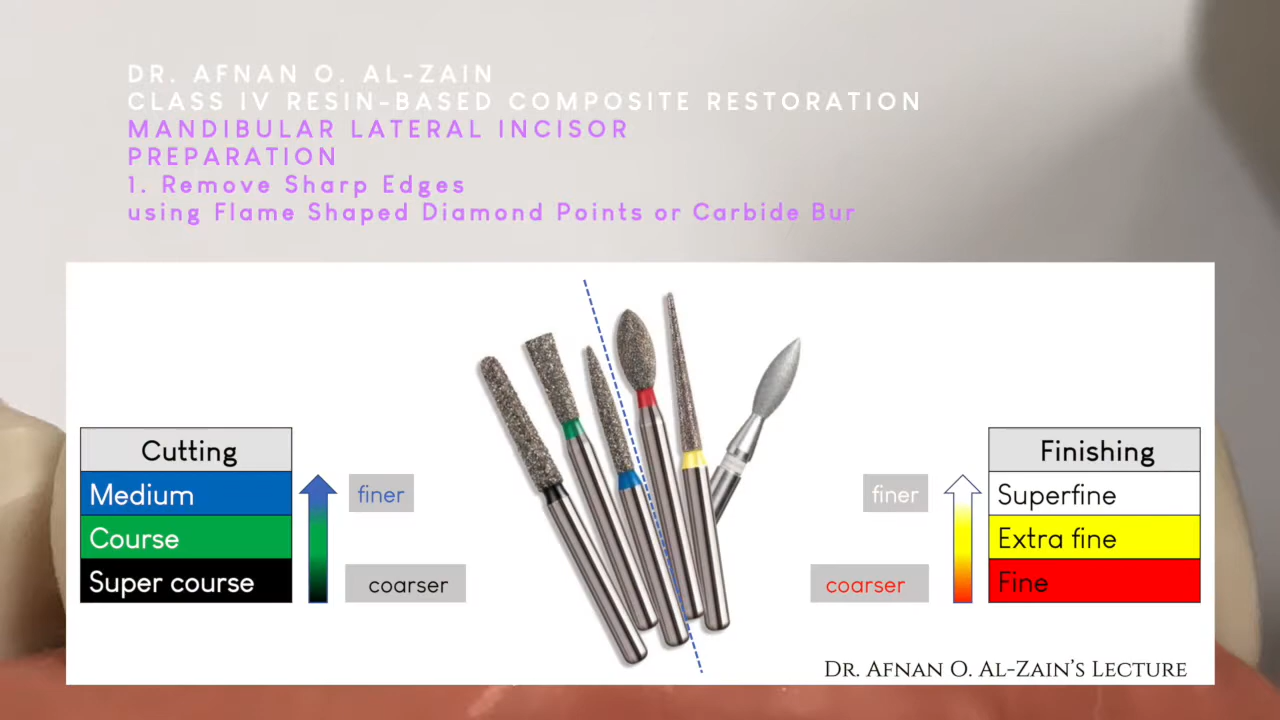 DR. AFNAN O. AL-ZAIN
CLASS IV RESIN-BASED COMPOSITE RESTORATION
MANDIBULAR LATERAL INCISOR
PREPARATION
1. Remove Sharp Edges
using Flame Shaped Diamond Points or Carbide Bur
Cutting
Medium
Course
Super course
finer
coarser
finer
coarser
Finishing
Superfine
Extra fine
Fine
DR. AFNAN O. AL-ZAIN'S LECTURE